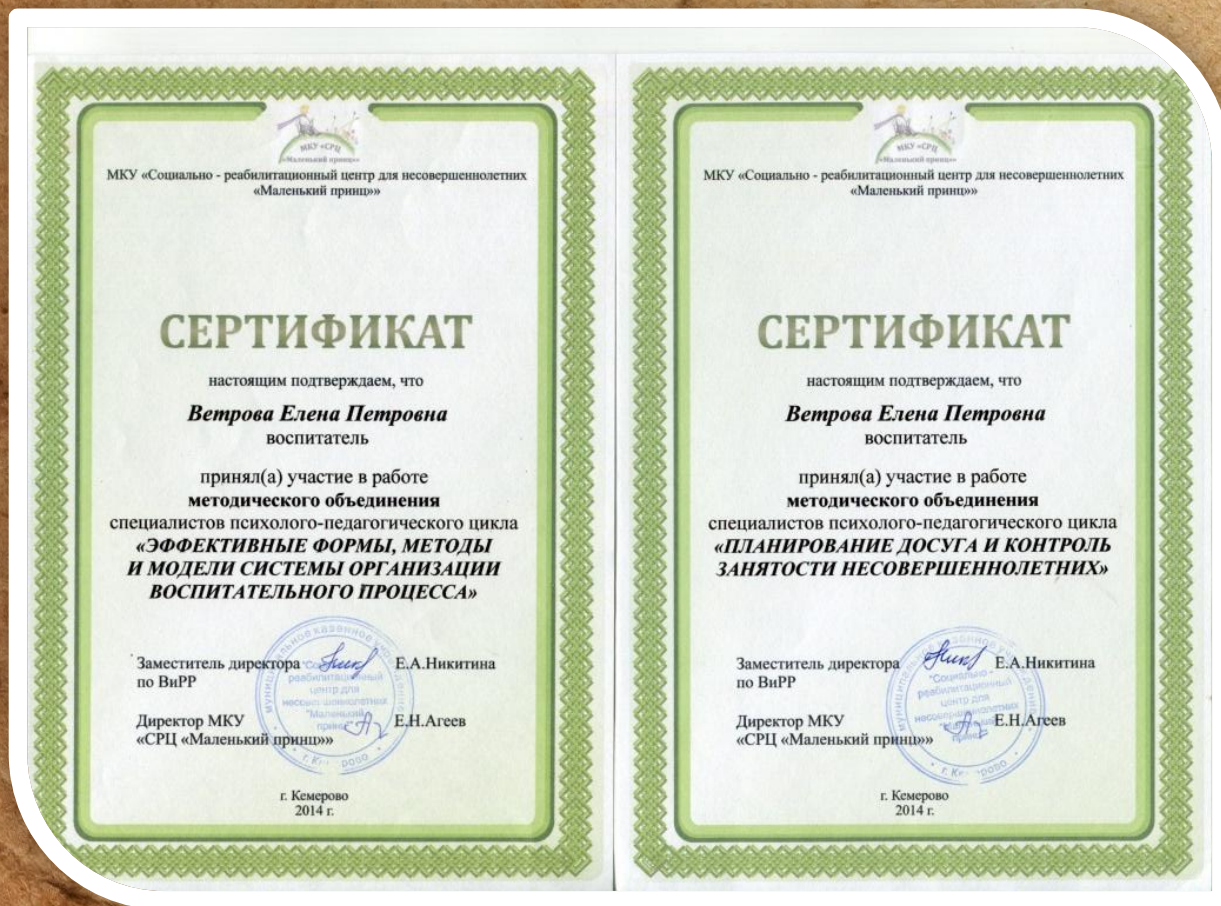 МКУ «СРЦ
«Маленький принц»
МКУ «Социально - реабилитационный центр для несовершеннолетних
«Маленький принц»»
СЕРТИФИКАТ
настоящим подтверждаем, что
Ветрова Елена Петровна
воспитатель
принял(а) участие в работе
методического объединения
специалистов психолого-педагогического цикла
«ЭФФЕКТИВНЫЕ ФОРМЫ, МЕТОДЫ
И МОДЕЛИ СИСТЕМЫ ОРГАНИЗАЦИИ
ВОСПИТАТЕЛЬНОГО ПРОЦЕССА»
Заместитель директора Е.А.Никитина
по ВиРР
Директор МКУ Е.Н.Агеев
«СРЦ «Маленький принц»»
г. Кемерово
2014 г.
МКУ «СРЦ
«Маленький принц»
МКУ «Социально - реабилитационный центр для несовершеннолетних
«Маленький принц»»
СЕРТИФИКАТ
настоящим подтверждаем, что
Ветрова Елена Петровна
воспитатель
принял(а) участие в работе
методического объединения
специалистов психолого-педагогического цикла
«ПЛАНИРОВАНИЕ ДОСУГА И КОНТРОЛЬ
ЗАНЯТОСТИ НЕСОВЕРШЕННОЛЕТНИХ»
Заместитель директора Е.А.Никитина
по ВиРР
Директор МКУ Е.Н.Агеев
«СРЦ «Маленький принц»»
г. Кемерово
2014 г.